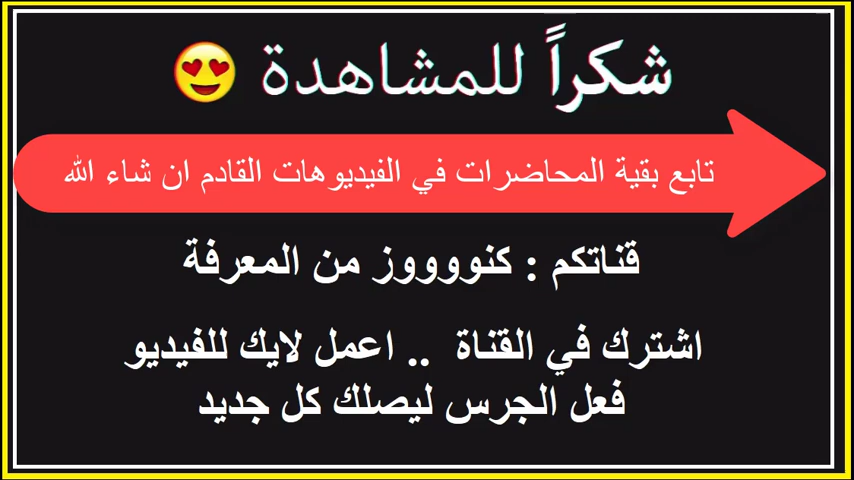 شكراً للمشاهدة 😍
تابع بقية المحاضرات في الفيديوهات القادم ان شاء الله
قناتكم : كنوووووز من المعرفة
اشترك في القناة .. اعمل لايك للفيديو
فعل الجرس ليصلك كل جديد